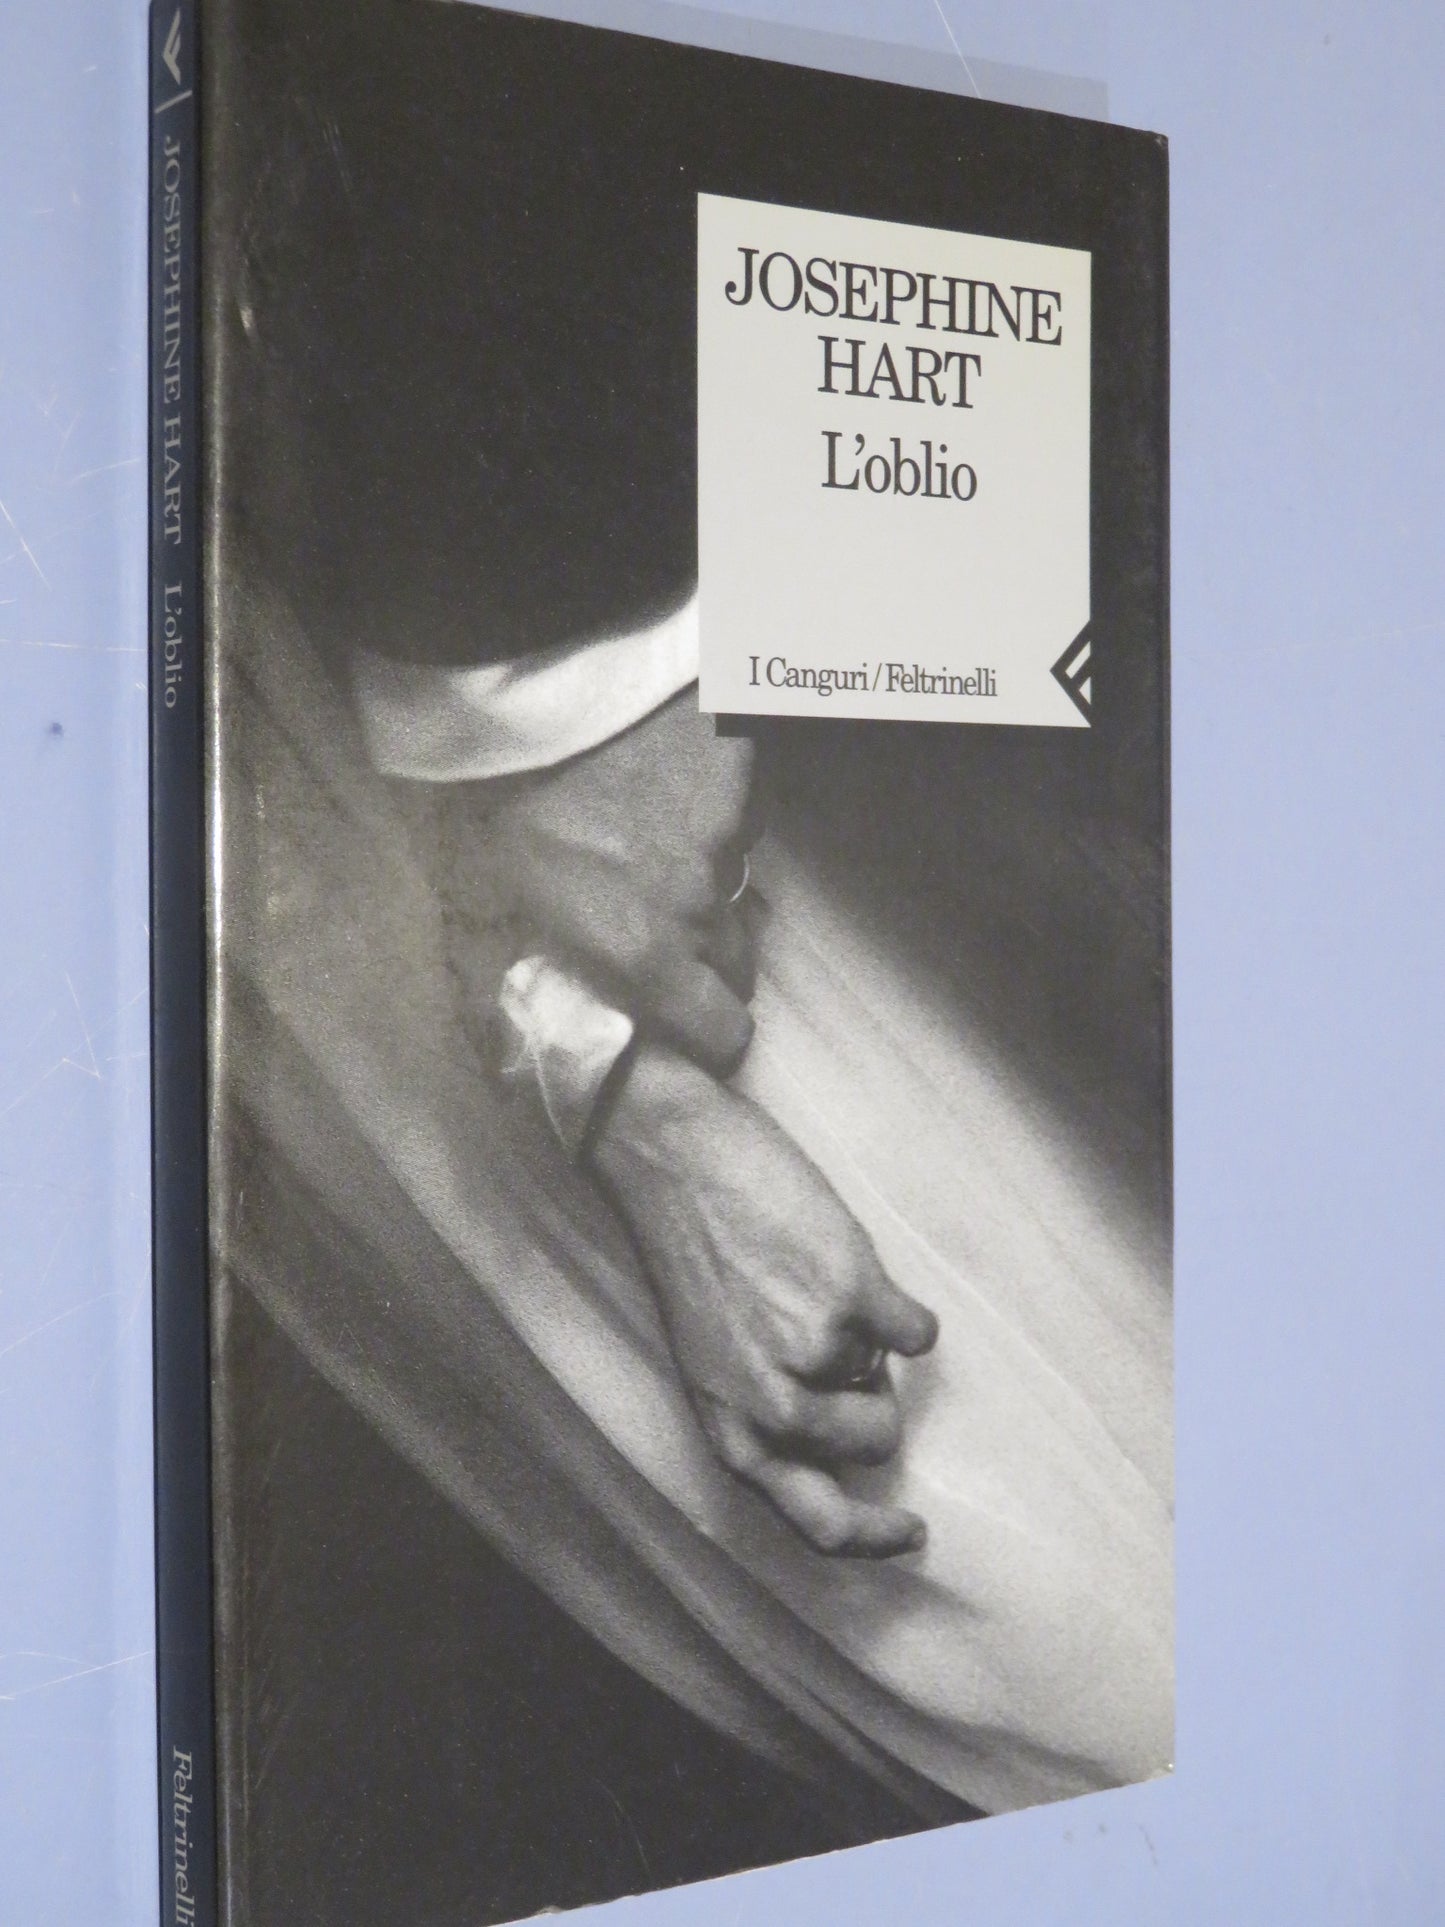 JOSEPHINE HART L'oblio
Feltrinelli
JOSEPHINE
HART
L'oblio
I Canguri/Feltrinelli